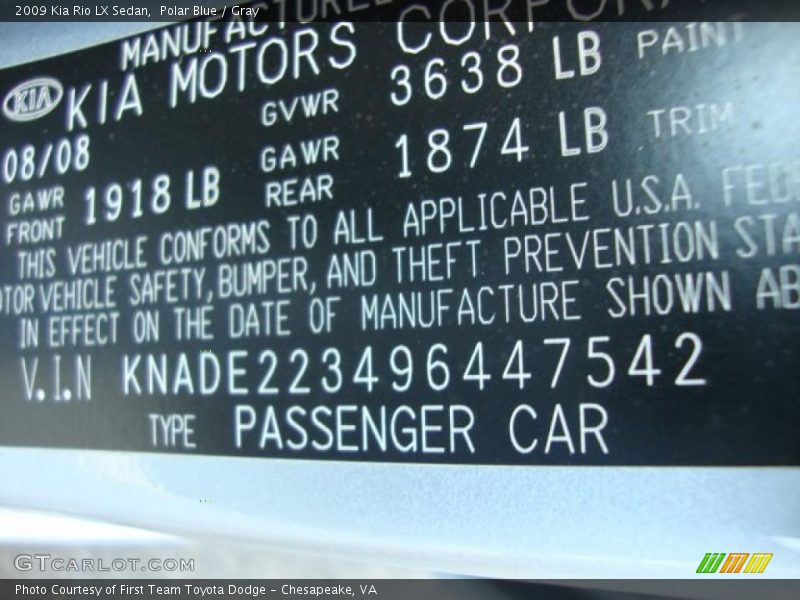 2009 Kia Rio LX Sedan, Polar Blue / Gray
MANUFACTURED
KIA KIA MOTORS CORPORA
08/08 GVWR 3638 LB PAINT
GAWR FRONT 1918 LB GAWR REAR 1874 LB TRIM
THIS VEHICLE CONFORMS TO ALL APPLICABLE U.S.A. FED
OTOR VEHICLE SAFETY, BUMPER, AND THEFT PREVENTION STA
IN EFFECT ON THE DATE OF MANUFACTURE SHOWN AB
V.I.N KNADE223496447542
TYPE PASSENGER CAR
GTCARLOT.COM
Photo Courtesy of First Team Toyota Dodge - Chesapeake, VA